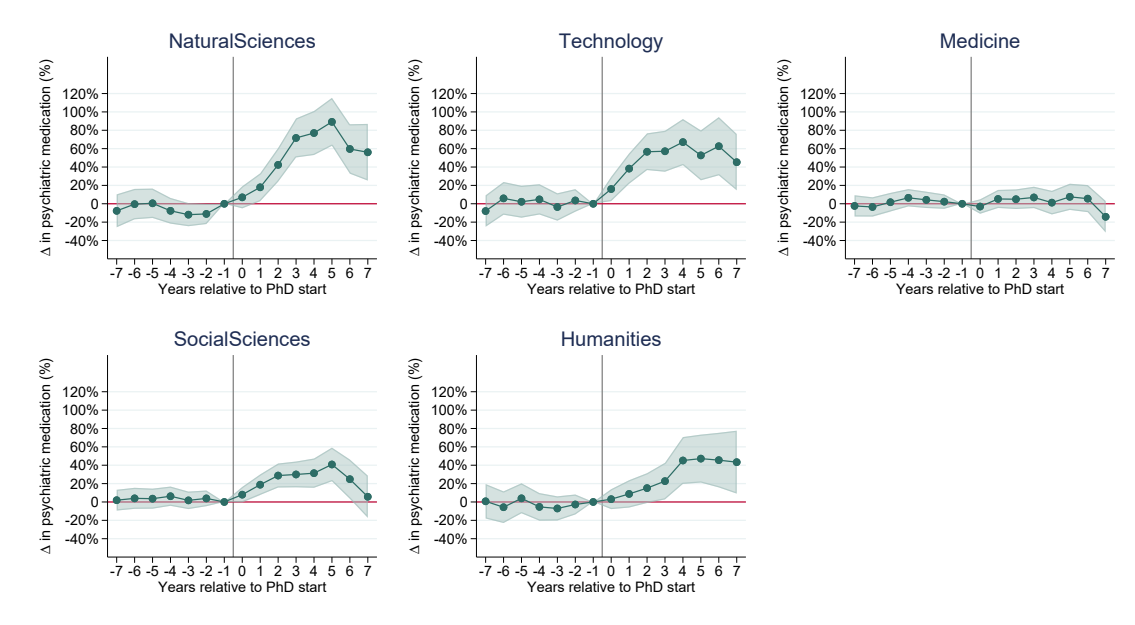 NaturalSciences
Δ in psychiatric medication (%)
120%
100%
80%
60%
40%
20%
0
-20%
-40%
-7 -6 -5 -4 -3 -2 -1 0 1 2 3 4 5 6 7
Years relative to PhD start
Technology
Δ in psychiatric medication (%)
120%
100%
80%
60%
40%
20%
0
-20%
-40%
-7 -6 -5 -4 -3 -2 -1 0 1 2 3 4 5 6 7
Years relative to PhD start
Medicine
Δ in psychiatric medication (%)
120%
100%
80%
60%
40%
20%
0
-20%
-40%
-7 -6 -5 -4 -3 -2 -1 0 1 2 3 4 5 6 7
Years relative to PhD start
SocialSciences
Δ in psychiatric medication (%)
120%
100%
80%
60%
40%
20%
0
-20%
-40%
-7 -6 -5 -4 -3 -2 -1 0 1 2 3 4 5 6 7
Years relative to PhD start
Humanities
Δ in psychiatric medication (%)
120%
100%
80%
60%
40%
20%
0
-20%
-40%
-7 -6 -5 -4 -3 -2 -1 0 1 2 3 4 5 6 7
Years relative to PhD start